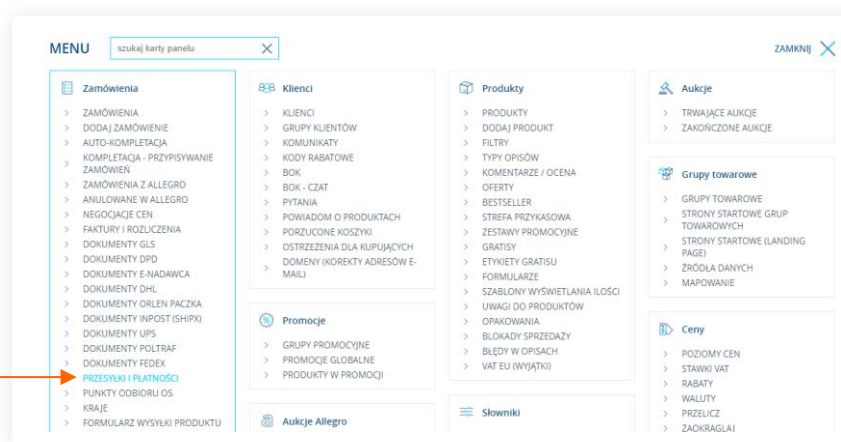 MENU
szukaj karty panelu
ZAMKNIJ
Zamówienia
ZAMÓWIENIA
DODAJ ZAMÓWIENIE
AUTO-KOMPLETACJA
KOMPLETACJA - PRZYPISYWANIE
ZAMÓWIEŃ
ZAMÓWIENIA Z ALLEGRO
ANULOWANE W ALLEGRO
NEGOCJACJE CEN
FAKTURY I ROZLICZENIA
DOKUMENTY GLS
DOKUMENTY DPD
DOKUMENTY E-NADAWCA
DOKUMENTY DHL
DOKUMENTY ORLEN PACZKA
DOKUMENTY INPOST (SHIPX)
DOKUMENTY UPS
DOKUMENTY POLTRAF
DOKUMENTY FEDEX
PRZESYŁKI I PŁATNOŚCI
PUNKTY ODBIORU OS.
KRAJE
FORMULARZ WYSYŁKI PRODUKTU
Klienci
KLIENCI
GRUPY KLIENTÓW
KOMUNIKATY
KODY RABATOWE
BOK
BOK - CZAT
PYTANIA
POWIADOM O PRODUKTACH
PORZUCONE KOSZYKI
OSTRZEŻENIA DLA KUPUJĄCYCH
DOMENY (KOREKTY ADRESÓW E-
MAIL)
Promocje
GRUPY PROMOCYJNE
PROMOCJE GLOBALNE
PRODUKTY W PROMOCJI
Aukcje Allegro
Produkty
PRODUKTY
DODAJ PRODUKT
FILTRY
TYPY OPISÓW
KOMENTARZE / OCENA
OFERTY
BESTSELLER
STREFA PRZYKASOWA
ZESTAWY PROMOCYJNE
GRATISY
ETYKIETY GRATISU
FORMULARZE
SZABLONY WYŚWIETLANIA ILOŚCI
UWAGI DO PRODUKTÓW
OPAKOWANIA
BLOKADY SPRZEDAŻY
BŁĘDY W OPISACH
VAT EU (WYJĄTKI)
Słowniki
Aukcje
TRWAJĄCE AUKCJE
ZAKOŃCZONE AUKCJE
Grupy towarowe
GRUPY TOWAROWE
STRONY STARTOWE GRUP
TOWAROWYCH
STRONY STARTOWE (LANDING
PAGE)
ŹRÓDŁA DANYCH
MAPOWANIE
Ceny
POZIOMY CEN
STAWKI VAT
RABATY
WALUTY
PRZELICZ
ZAOKRĄGLAJ